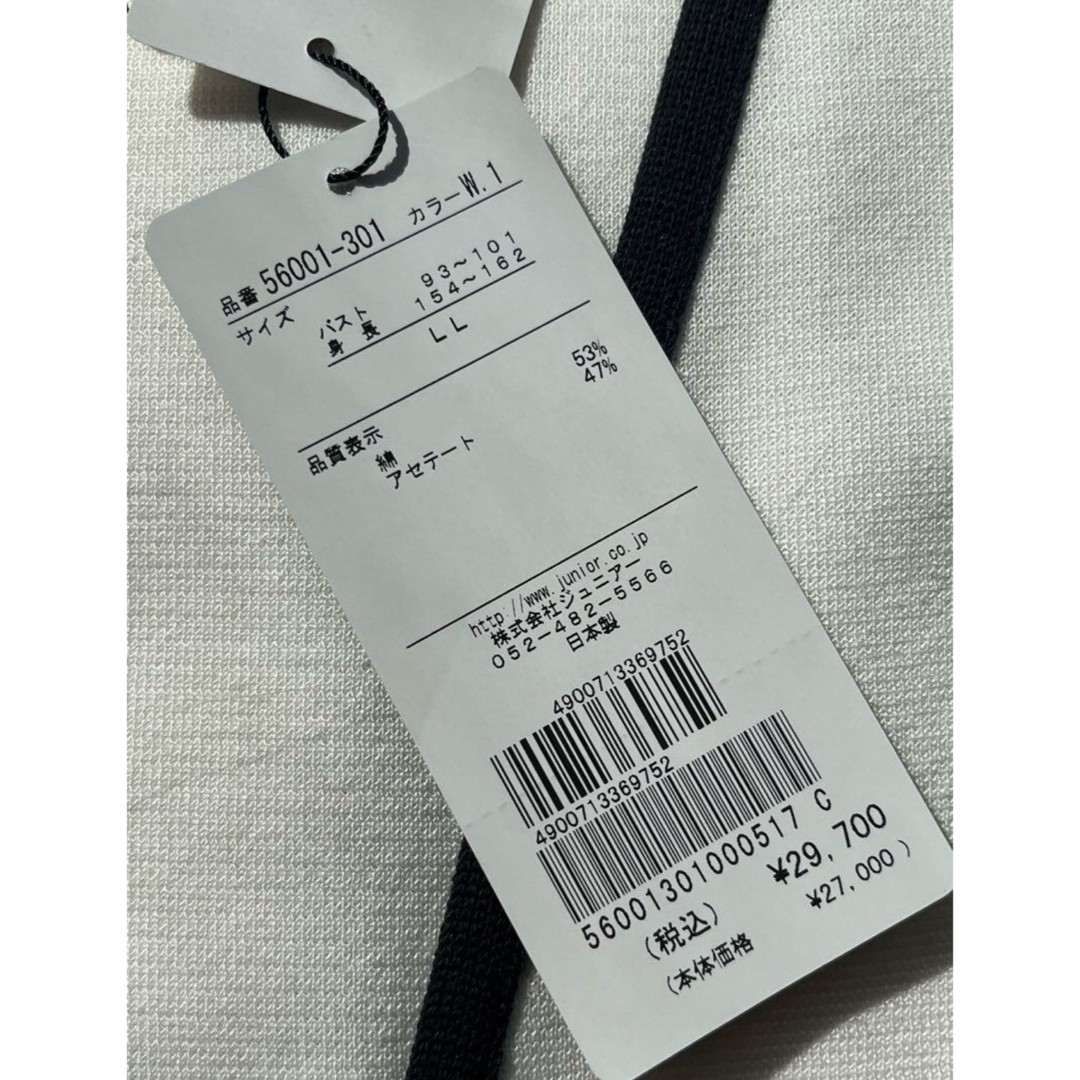 品番 56001-301 カラー W.1
サイズ バスト 93~101
身長 154~162
LL
品質表示
綿 53%
アセテート 47%
http://www.junior.co.jp
株式会社ジュニアー
052-482-5566
日本製
4900713369752
4900713369752
56001301000517 C
(税込) ¥29,700
(本体価格 ¥27,000)